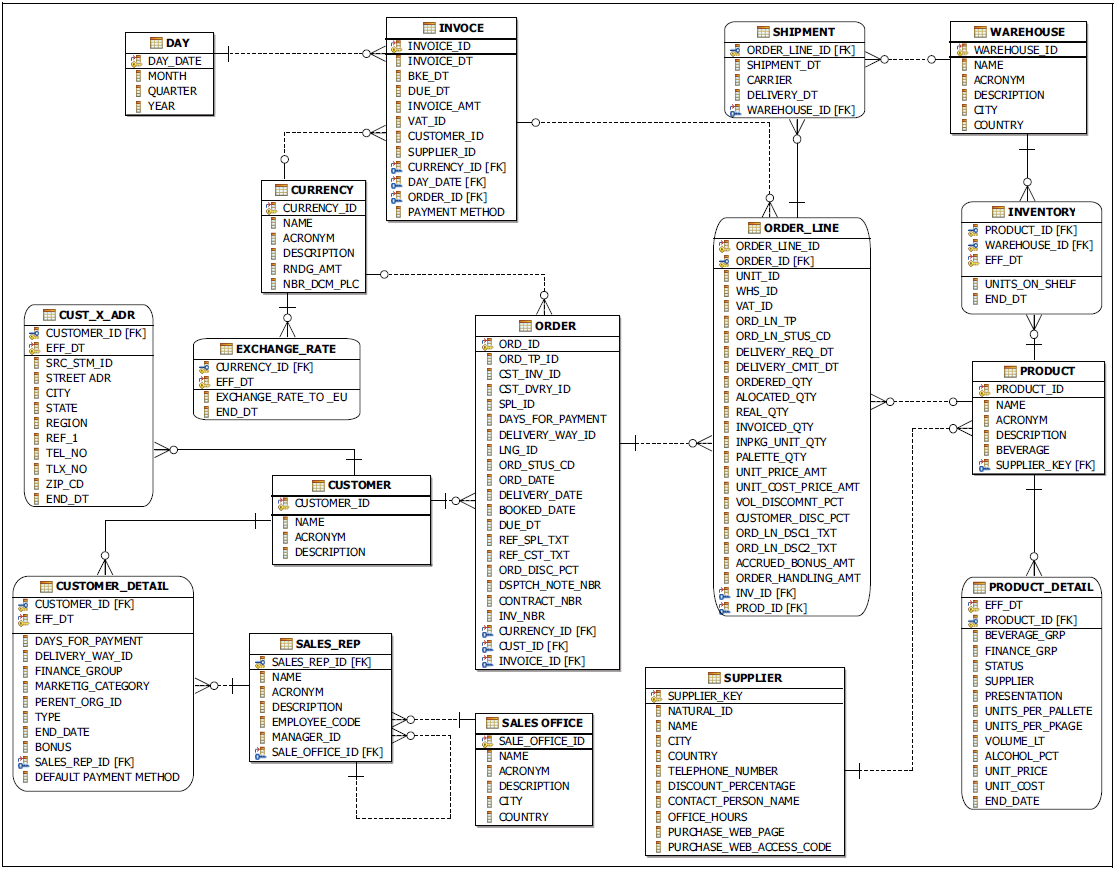 DAY
DAY_DATE
MONTH
QUARTER
YEAR
INVOCE
INVOICE_ID
INVOICE_DT
BKE_DT
DUE_DT
INVOICE_AMT
VAT_ID
CUSTOMER_ID
SUPPLIER_ID
CURRENCY_ID [FK]
DAY_DATE [FK]
ORDER_ID [FK]
PAYMENT METHOD
SHIPMENT
ORDER_LINE_ID [FK]
SHIPMENT_DT
CARRIER
DELIVERY_DT
WAREHOUSE_ID [FK]
WAREHOUSE
WAREHOUSE_ID
NAME
ACRONYM
DESCRIPTION
CITY
COUNTRY
CURRENCY
CURRENCY_ID
NAME
ACRONYM
DESCRIPTION
RNDG_AMT
NBR_DCM_PLC
ORDER_LINE
ORDER_LINE_ID
ORDER_ID [FK]
UNIT_ID
WHS_ID
VAT_ID
ORD_LN_TP
ORD_LN_STUS_CD
DELIVERY_REQ_DT
DELIVERY_CMIT_DT
ORDERED_QTY
ALOCATED_QTY
REAL_QTY
INVOICED_QTY
INPKG_UNIT_QTY
PALETTE_QTY
UNIT_PRICE_AMT
UNIT_COST_PRICE_AMT
VOL_DISCOMNT_PCT
CUSTOMER_DISC_PCT
ORD_LN_DSC1_TXT
ORD_LN_DSC2_TXT
ACCRUED_BONUS_AMT
ORDER_HANDLING_AMT
INV_ID [FK]
PROD_ID [FK]
INVENTORY
PRODUCT_ID [FK]
WAREHOUSE_ID [FK]
EFF_DT
UNITS_ON_SHELF
END_DT
CUST_X_ADR
CUSTOMER_ID [FK]
EFF_DT
SRC_STM_ID
STREET ADR
CITY
STATE
REGION
REF_1
TEL_NO
TLX_NO
ZIP_CD
END_DT
EXCHANGE_RATE
CURRENCY_ID [FK]
EFF_DT
EXCHANGE_RATE_TO _EU
END_DT
ORDER
ORD_ID
ORD_TP_ID
CST_INV_ID
CST_DVRY_ID
SPL_ID
DAYS_FOR_PAYMENT
DELIVERY_WAY_ID
LNG_ID
ORD_STUS_CD
ORD_DATE
DELIVERY_DATE
BOOKED_DATE
DUE_DT
REF_SPL_TXT
REF_CST_TXT
ORD_DISC_PCT
DSPTCH_NOTE_NBR
CONTRACT_NBR
INV_NBR
CURRENCY_ID [FK]
CUST_ID [FK]
INVOICE_ID [FK]
PRODUCT
PRODUCT_ID
NAME
ACRONYM
DESCRIPTION
BEVERAGE
SUPPLIER_KEY [FK]
CUSTOMER
CUSTOMER_ID
NAME
ACRONYM
DESCRIPTION
CUSTOMER_DETAIL
CUSTOMER_ID [FK]
EFF_DT
DAYS_FOR_PAYMENT
DELIVERY_WAY_ID
FINANCE_GROUP
MARKETIG_CATEGORY
PERENT_ORG_ID
TYPE
END_DATE
BONUS
SALES_REP_ID [FK]
DEFAULT PAYMENT METHOD
SALES_REP
SALES_REP_ID [FK]
NAME
ACRONYM
DESCRIPTION
EMPLOYEE_CODE
MANAGER_ID
SALE_OFFICE_ID [FK]
SALES OFFICE
SALE_OFFICE_ID
NAME
ACRONYM
DESCRIPTION
CITY
COUNTRY
SUPPLIER
SUPPLIER_KEY
NATURAL_ID
NAME
CITY
COUNTRY
TELEPHONE_NUMBER
DISCOUNT_PERCENTAGE
CONTACT_PERSON_NAME
OFFICE_HOURS
PURCHASE_WEB_PAGE
PURCHASE_WEB_ACCESS_CODE
PRODUCT_DETAIL
EFF_DT
PRODUCT_ID [FK]
BEVERAGE_GRP
FINANCE_GRP
STATUS
SUPPLIER
PRESENTATION
UNITS_PER_PALLETE
UNITS_PER_PKAGE
VOLUME_LT
ALCOHOL_PCT
UNIT_PRICE
UNIT_COST
END_DATE